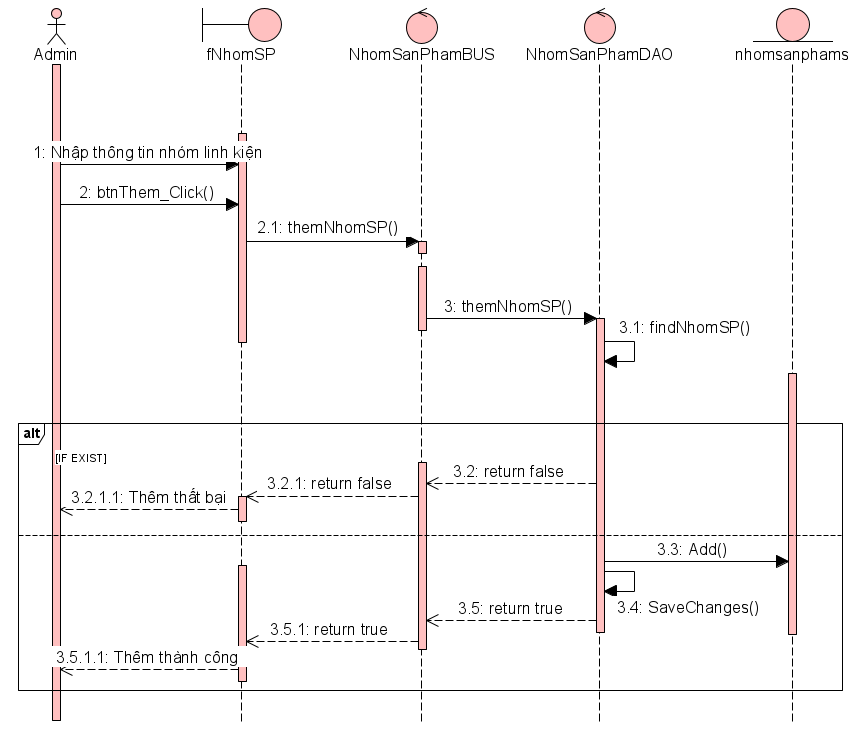 Admin
fNhomSP
NhomSanPhamBUS
NhomSanPhamDAO
nhomsanphams
1: Nhập thông tin nhóm linh kiện
2: btnThem_Click()
2.1: themNhomSP()
3: themNhomSP()
3.1: findNhomSP()
alt
[IF EXIST]
3.2: return false
3.2.1: return false
3.2.1.1: Thêm thất bại
3.3: Add()
3.4: SaveChanges()
3.5: return true
3.5.1: return true
3.5.1.1: Thêm thành công